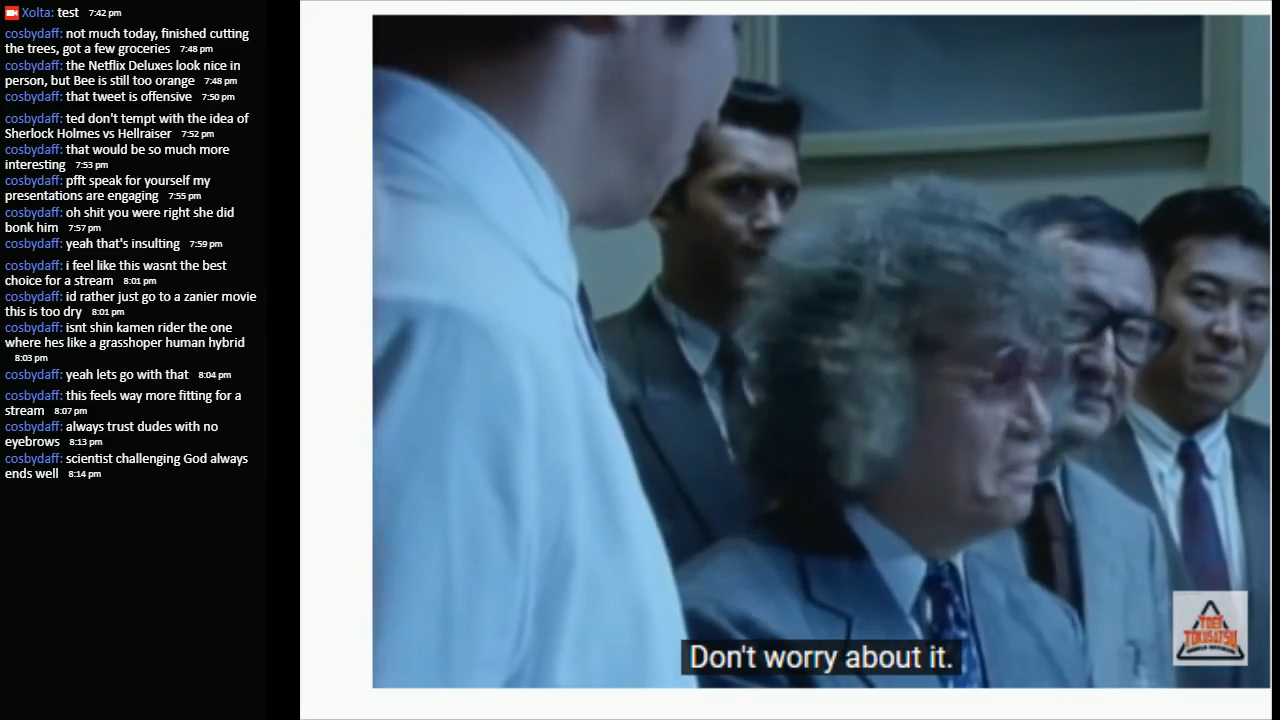 Xolta: test 7:42 pm
cosbydaff: not much today, finished cutting
the trees, got a few groceries 7:48 pm
cosbydaff: the Netflix Deluxes look nice in
person, but Bee is still too orange 7:48 pm
cosbydaff: that tweet is offensive 7:50 pm
cosbydaff: ted don't tempt with the idea of
Sherlock Holmes vs Hellraiser 7:52 pm
cosbydaff: that would be so much more
interesting 7:53 pm
cosbydaff: pfft speak for yourself my
presentations are engaging 7:55 pm
cosbydaff: oh shit you were right she did
bonk him 7:57 pm
cosbydaff: yeah that's insulting 7:59 pm
cosbydaff: i feel like this wasnt the best
choice for a stream 8:01 pm
cosbydaff: id rather just go to a zanier movie
this is too dry 8:01 pm
cosbydaff: isnt shin kamen rider the one
where hes like a grasshoper human hybrid
8:03 pm
cosbydaff: yeah lets go with that 8:04 pm
cosbydaff: this feels way more fitting for a
stream 8:07 pm
cosbydaff: always trust dudes with no
eyebrows 8:13 pm
cosbydaff: scientist challenging God always
ends well 8:14 pm
Don't worry about it.
TOEI
TOKUSATSU